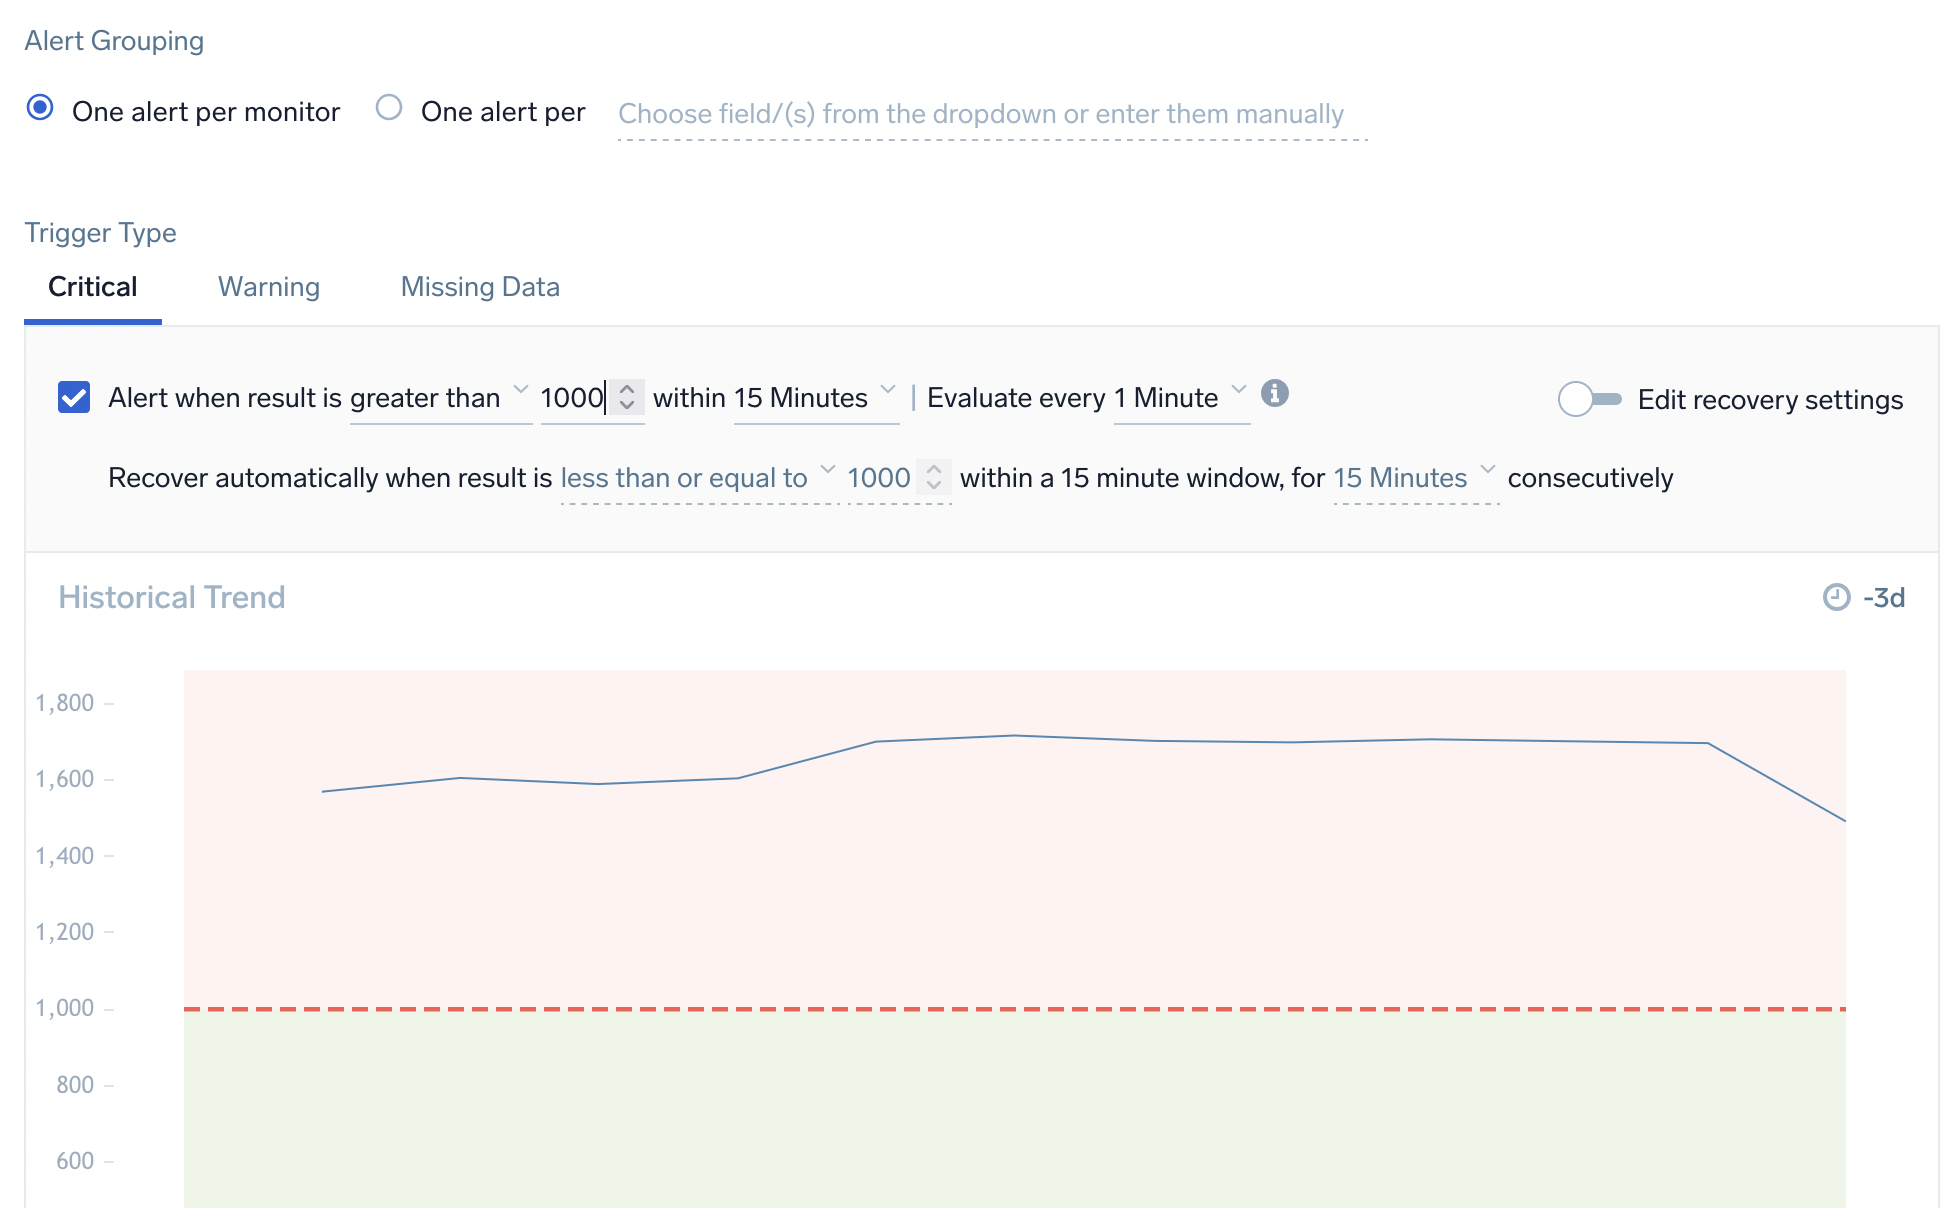 Alert Grouping
One alert per monitor One alert per Choose field/(s) from the dropdown or enter them manually
Trigger Type
Critical Warning Missing Data
Alert when result is greater than 1000 within 15 Minutes | Evaluate every 1 Minute Edit recovery settings
Recover automatically when result is less than or equal to 1000 within a 15 minute window, for 15 Minutes consecutively
Historical Trend -3d
1,800
1,600
1,400
1,200
1,000
800
600